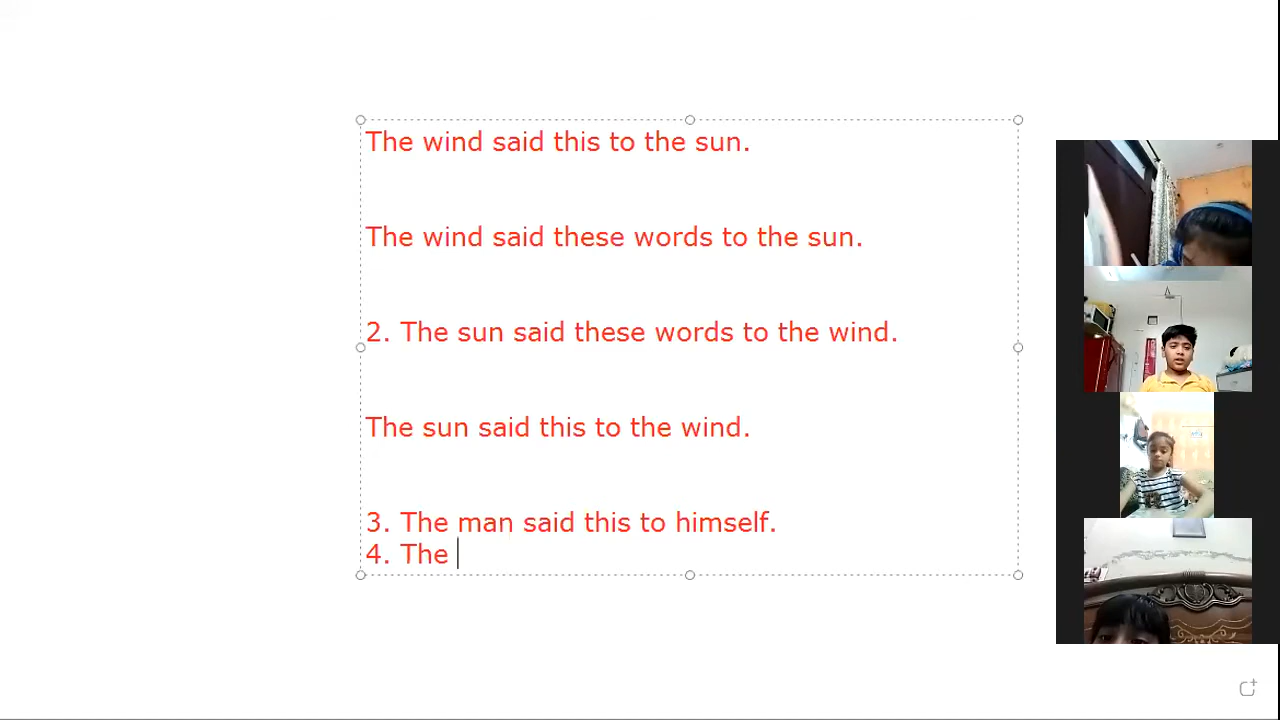 The wind said this to the sun.
The wind said these words to the sun.
2. The sun said these words to the wind.
The sun said this to the wind.
3. The man said this to himself.
4. The